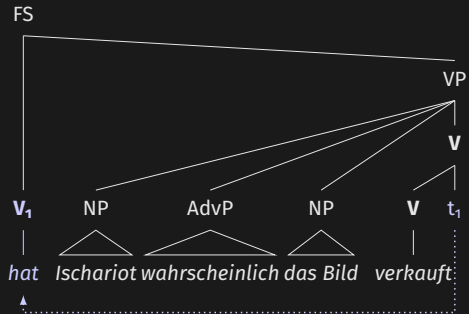 FS
VP
V
V₁ NP AdvP NP V t₁
hat Ischariot wahrscheinlich das Bild verkauft